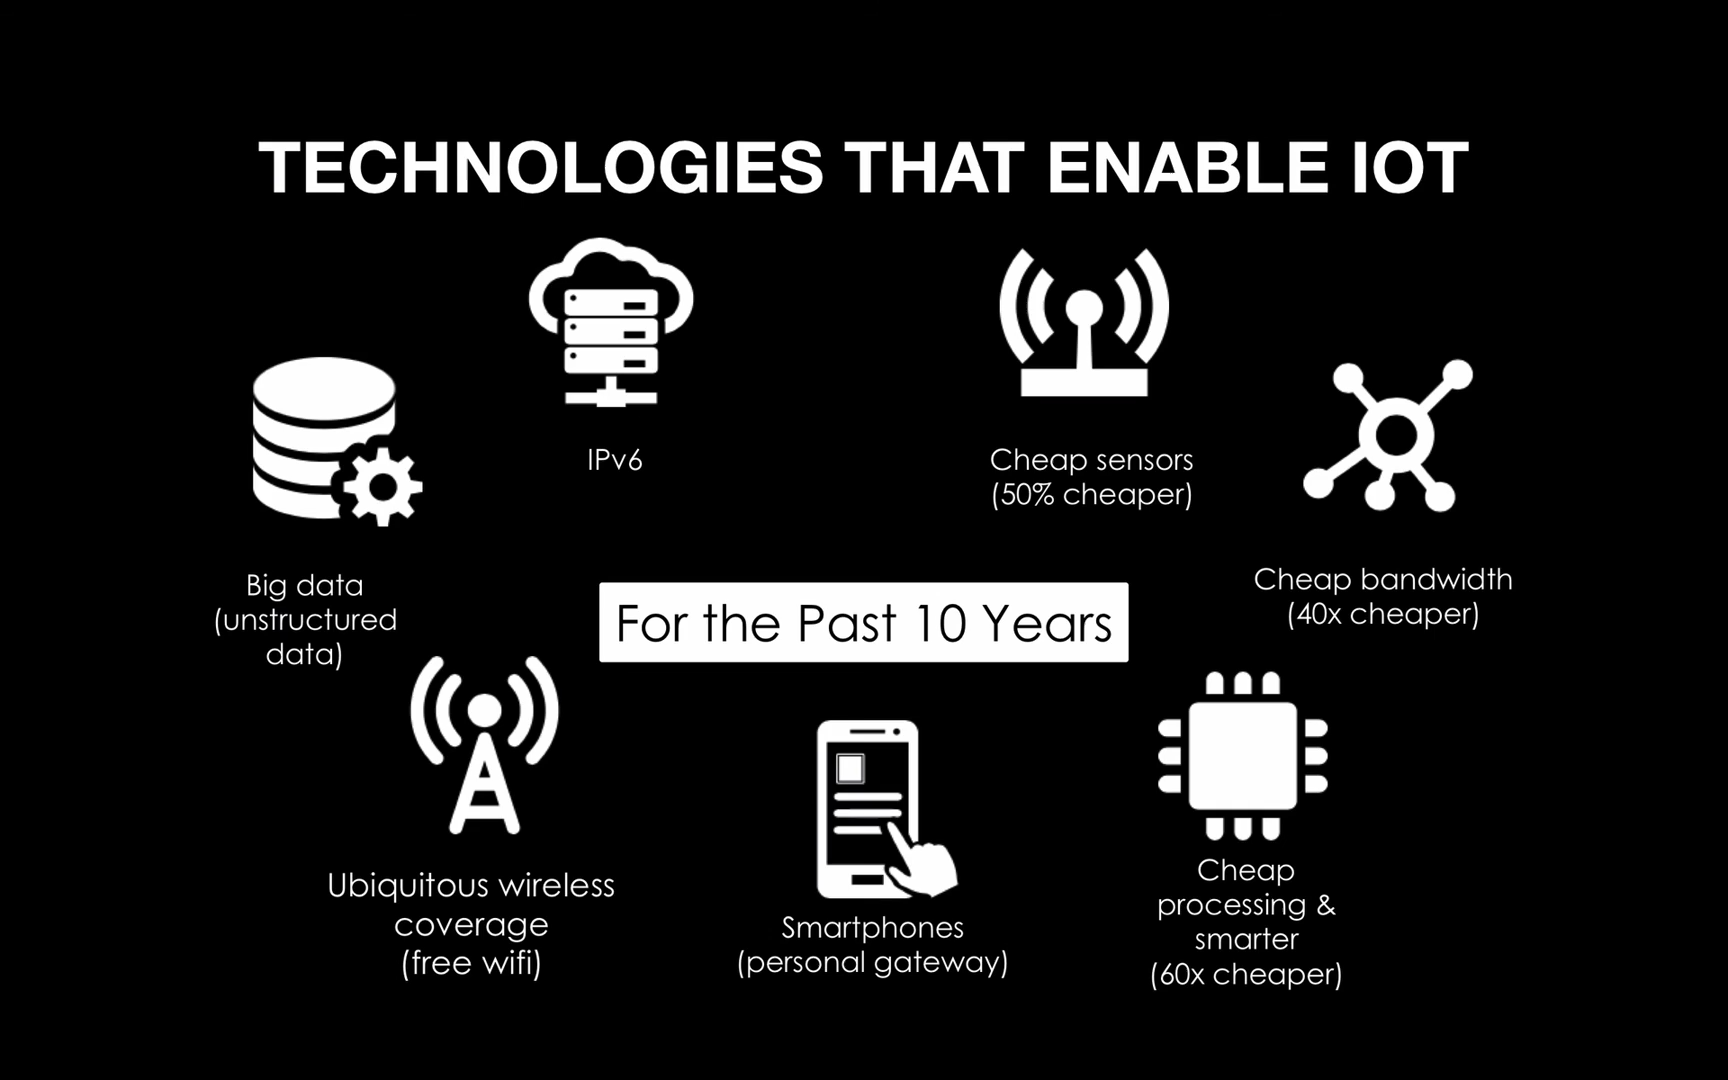 TECHNOLOGIES THAT ENABLE IOT
IPv6
Cheap sensors
(50% cheaper)
Big data
(unstructured
data)
Cheap bandwidth
(40x cheaper)
For the Past 10 Years
Ubiquitous wireless
coverage
(free wifi)
Smartphones
(personal gateway)
Cheap
processing &
smarter
(60x cheaper)